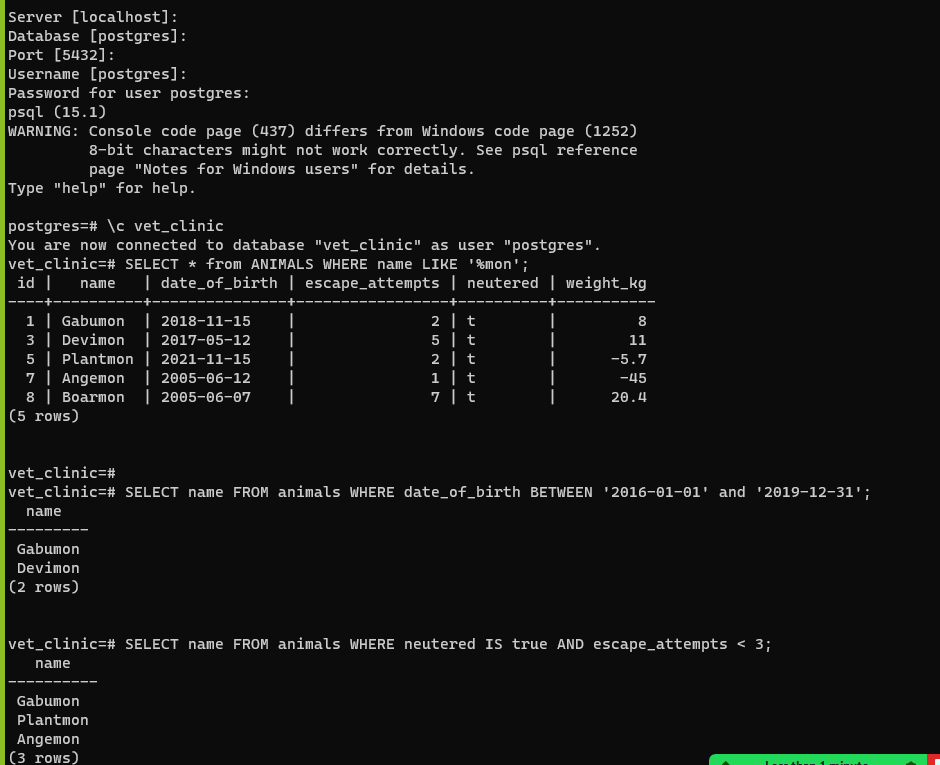 Server [localhost]:
Database [postgres]:
Port [5432]:
Username [postgres]:
Password for user postgres:
psql (15.1)
WARNING: Console code page (437) differs from Windows code page (1252)
         8-bit characters might not work correctly. See psql reference
         page "Notes for Windows users" for details.
Type "help" for help.

postgres=# \c vet_clinic
You are now connected to database "vet_clinic" as user "postgres".
vet_clinic=# SELECT * from ANIMALS WHERE name LIKE '%mon';
 id |   name   | date_of_birth | escape_attempts | neutered | weight_kg
----+----------+---------------+-----------------+----------+-----------
  1 | Gabumon  | 2018-11-15    |               2 | t        |         8
  3 | Devimon  | 2017-05-12    |               5 | t        |        11
  5 | Plantmon | 2021-11-15    |               2 | t        |      -5.7
  7 | Angemon  | 2005-06-12    |               1 | t        |       -45
  8 | Boarmon  | 2005-06-07    |               7 | t        |      20.4
(5 rows)


vet_clinic=#
vet_clinic=# SELECT name FROM animals WHERE date_of_birth BETWEEN '2016-01-01' and '2019-12-31';
  name
---------
 Gabumon
 Devimon
(2 rows)


vet_clinic=# SELECT name FROM animals WHERE neutered IS true AND escape_attempts < 3;
   name
----------
 Gabumon
 Plantmon
 Angemon
(3 rows)